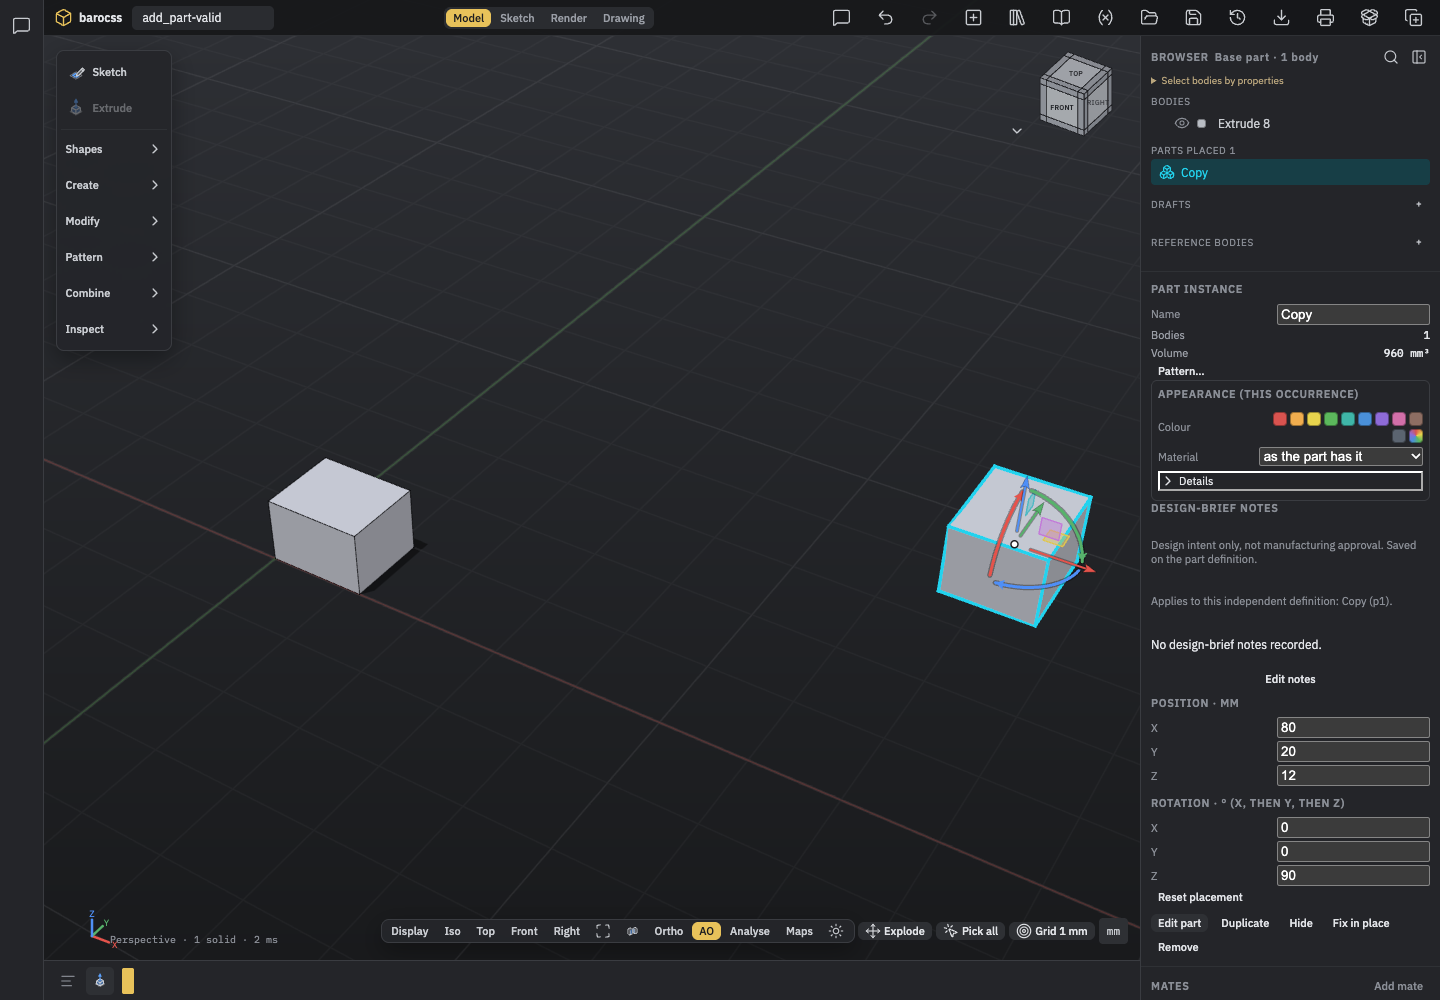 barocss
add_part-valid
Model Sketch Render Drawing
Sketch
Extrude
Shapes
Create
Modify
Pattern
Combine
Inspect
TOP
FRONT
RIGHT
BROWSER Base part · 1 body
Select bodies by properties
BODIES
Extrude 8
PARTS PLACED 1
Copy
DRAFTS +
REFERENCE BODIES +
PART INSTANCE
Name Copy
Bodies 1
Volume 960 mm³
Pattern...
APPEARANCE (THIS OCCURRENCE)
Colour
Material as the part has it
Details
DESIGN-BRIEF NOTES
Design intent only, not manufacturing approval. Saved
on the part definition.
Applies to this independent definition: Copy (p1).
No design-brief notes recorded.
Edit notes
POSITION · MM
X 80
Y 20
Z 12
ROTATION · ° (X, THEN Y, THEN Z)
X 0
Y 0
Z 90
Reset placement
Edit part Duplicate Hide Fix in place
Remove
MATES Add mate
Z
Y
X
Perspective · 1 solid · 2 ms
Display Iso Top Front Right Ortho AO Analyse Maps Explode Pick all Grid 1 mm mm